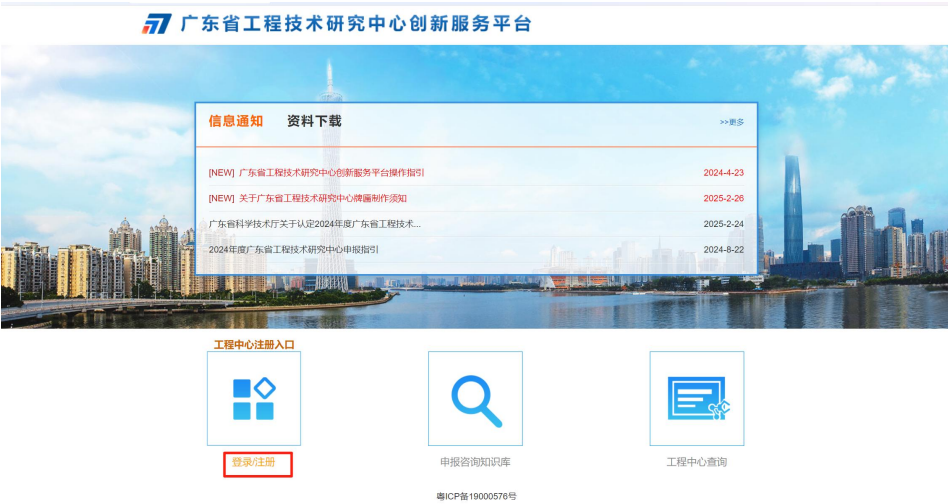 广东省工程技术研究中心创新服务平台
信息通知 资料下载 >>更多
[NEW] 广东省工程技术研究中心创新服务平台操作指引 2024-4-23
[NEW] 关于广东省工程技术研究中心牌匾制作须知 2025-2-26
广东省科学技术厅关于认定2024年度广东省工程技术... 2025-2-24
2024年度广东省工程技术研究中心申报指引 2024-8-22
工程中心注册入口
登录/注册 申报咨询知识库 工程中心查询
粤ICP备19000576号